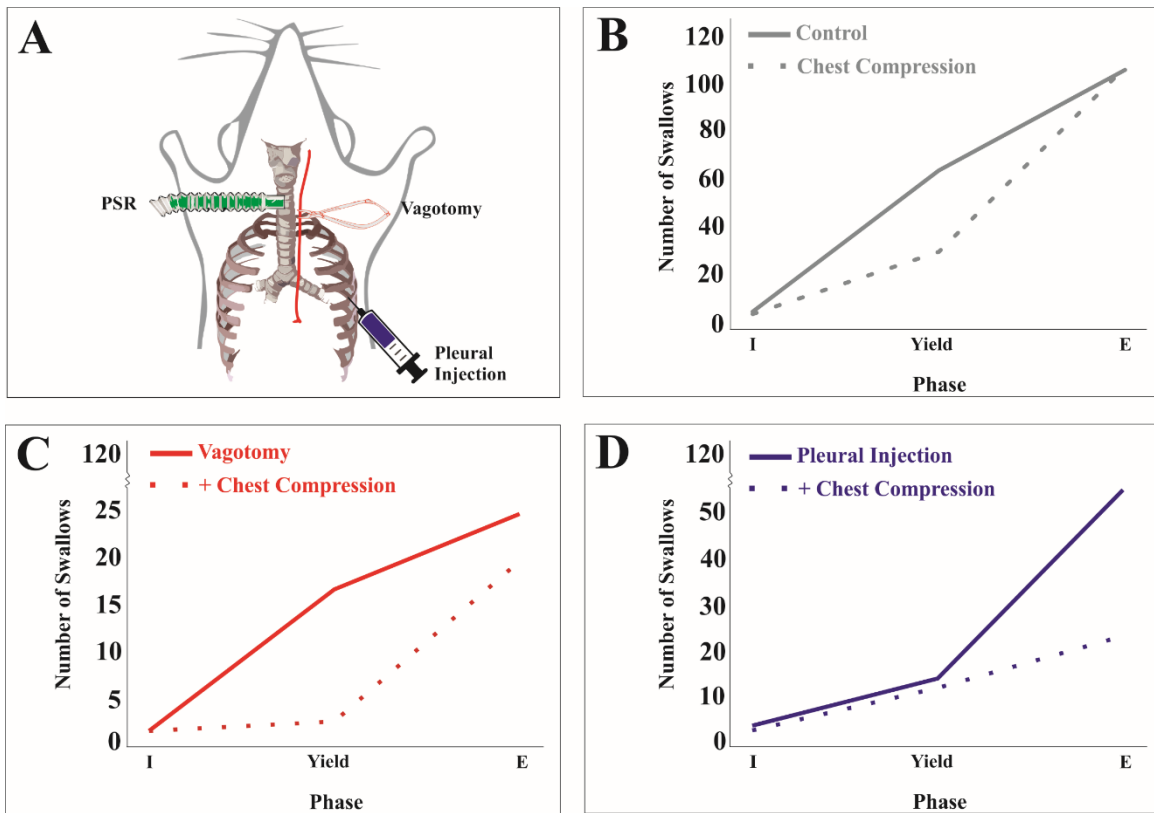 A
PSR
Vagotomy
Pleural
Injection
B
Control
Chest Compression
Number of Swallows
120
100
80
60
40
20
0
I Yield E
Phase
C
Vagotomy
+ Chest Compression
Number of Swallows
120
25
20
15
10
5
0
I Yield E
Phase
D
Pleural Injection
+ Chest Compression
Number of Swallows
120
50
40
30
20
10
0
I Yield E
Phase